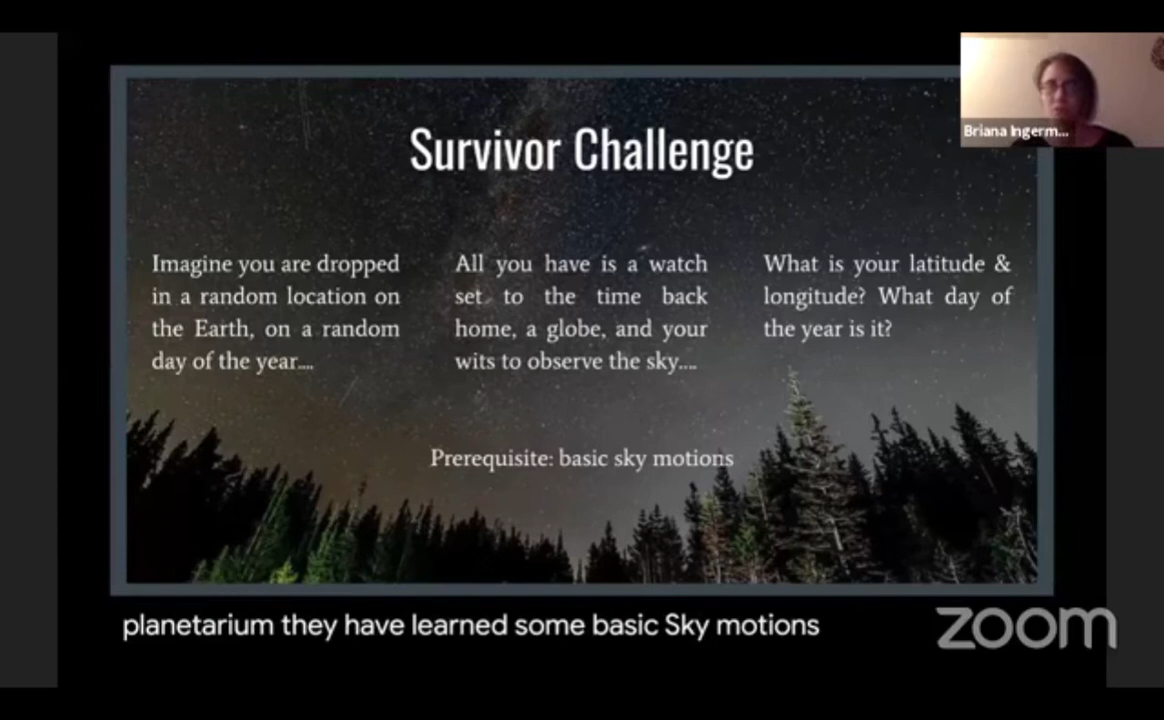 Briana Ingerm...
Survivor Challenge
Imagine you are dropped
in a random location on
the Earth, on a random
day of the year....
All you have is a watch
set to the time back
home, a globe, and your
wits to observe the sky....
What is your latitude &
longitude? What day of
the year is it?
Prerequisite: basic sky motions
planetarium they have learned some basic Sky motions
zoom